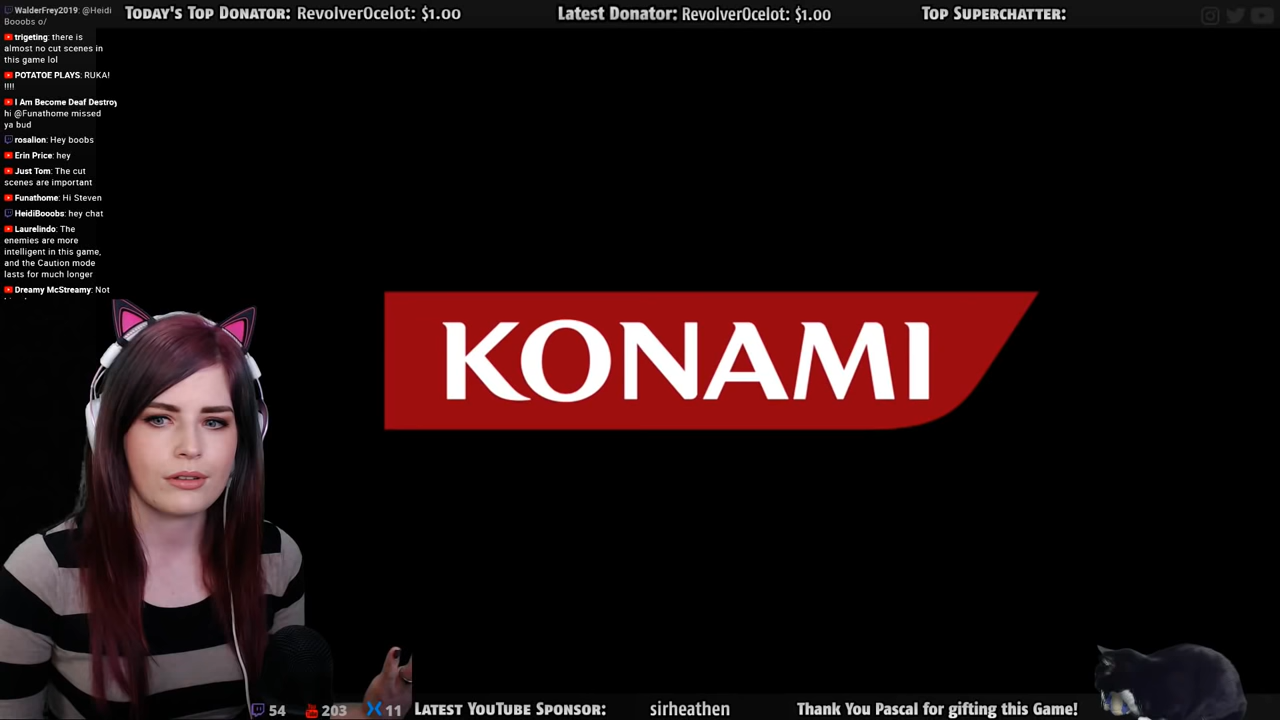 TODAY'S TOP DONATOR: Revolver0celot: $1.00
LATEST DONATOR: Revolver0celot: $1.00
TOP SUPERCHATTER:
WalderFrey2019: @Heidi
Booobs o/
trigeting: there is
almost no cut scenes in
this game lol
POTATOE PLAYS: RUKA!
!!!!
I Am Become Deaf Destroy
hi @Funathome missed
ya bud
rosalion: Hey boobs
Erin Price: hey
Just Tom: The cut
scenes are important
Funathome: Hi Steven
HeidiBooobs: hey chat
Laurelindo: The
enemies are more
intelligent in this game,
and the Caution mode
lasts for much longer
Dreamy McStreamy: Not
KONAMI
54
203
11
LATEST YOUTUBE SPONSOR: sirheathen
Thank You Pascal for gifting this Game!